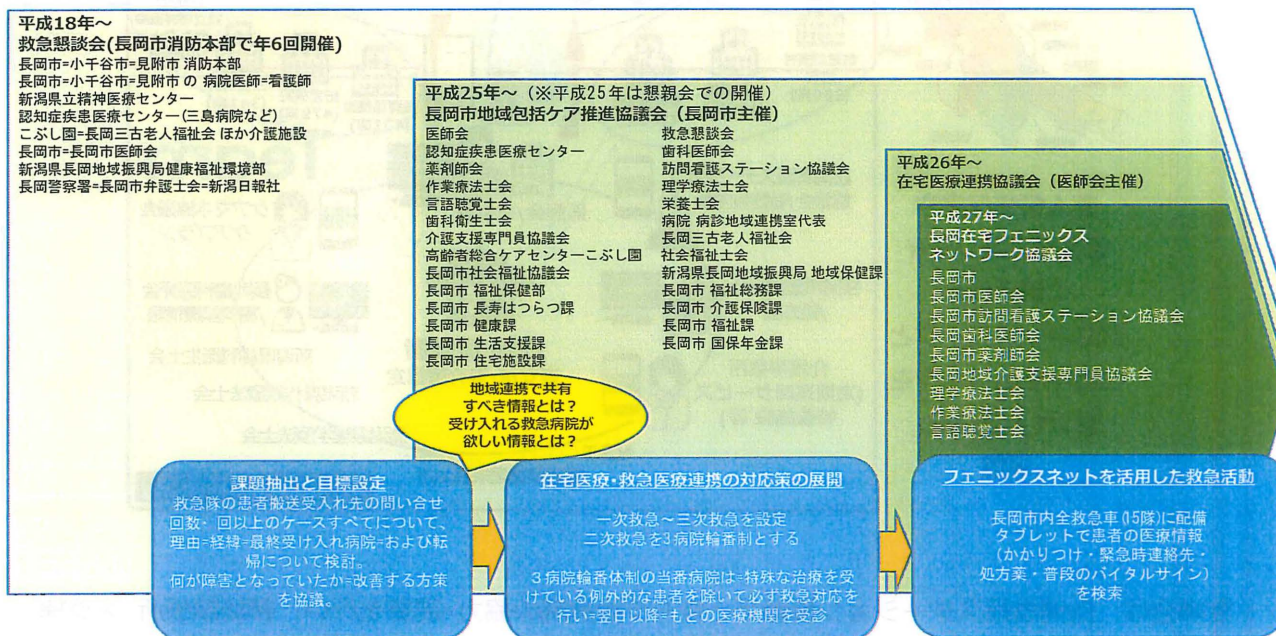 平成18年～
救急懇談会(長岡市消防本部で年6回開催)
長岡市=小千谷市=見附市 消防本部
長岡市=小千谷市=見附市 の 病院医師=看護師
新潟県立精神医療センター
認知症疾患医療センター(三島病院など)
こぶし園=長岡三古老人福祉会 ほか介護施設
長岡市=長岡市医師会
新潟県長岡地域振興局健康福祉環境部
長岡警察署=長岡市弁護士会=新潟日報社
平成25年～（※平成25年は懇親会での開催）
長岡市地域包括ケア推進協議会（長岡市主催）
医師会
認知症疾患医療センター
薬剤師会
作業療法士会
言語聴覚士会
歯科衛生士会
介護支援専門員協議会
高齢者総合ケアセンターこぶし園
長岡市社会福祉協議会
長岡市 福祉保健部
長岡市 長寿はつらつ課
長岡市 健康課
長岡市 生活支援課
長岡市 住宅施設課
救急懇談会
歯科医師会
訪問看護ステーション協議会
理学療法士会
栄養士会
病院 病診地域連携室代表
長岡三古老人福祉会
社会福祉士会
新潟県長岡地域振興局 地域保健課
長岡市 福祉総務課
長岡市 介護保険課
長岡市 福祉課
長岡市 国保年金課
平成26年～
在宅医療連携協議会（医師会主催）
平成27年～
長岡在宅フェニックス
ネットワーク協議会
長岡市
長岡市医師会
長岡市訪問看護ステーション協議会
長岡歯科医師会
長岡市薬剤師会
長岡地域介護支援専門員協議会
理学療法士会
作業療法士会
言語聴覚士会
地域連携で共有
すべき情報とは？
受け入れる救急病院が
欲しい情報とは？
課題抽出と目標設定
救急隊の患者搬送受入れ先の問い合せ
回数・回以上のケースすべてについて、
理由=経緯=最終受け入れ病院=および転
帰について検討。
何が障害となっていたか=改善する方策
を協議。
在宅医療・救急医療連携の対応策の展開
一次救急～三次救急を設定
二次救急を3病院輪番制とする
３病院輪番体制の当番病院は=特殊な治療を受
けている例外的な患者を除いて必ず救急対応を
行い=翌日以降=もとの医療機関を受診
フェニックスネットを活用した救急活動
長岡市内全救急車(15隊)に配備
タブレットで患者の医療情報
（かかりつけ・緊急時連絡先・
処方薬・普段のバイタルサイン）
を検索